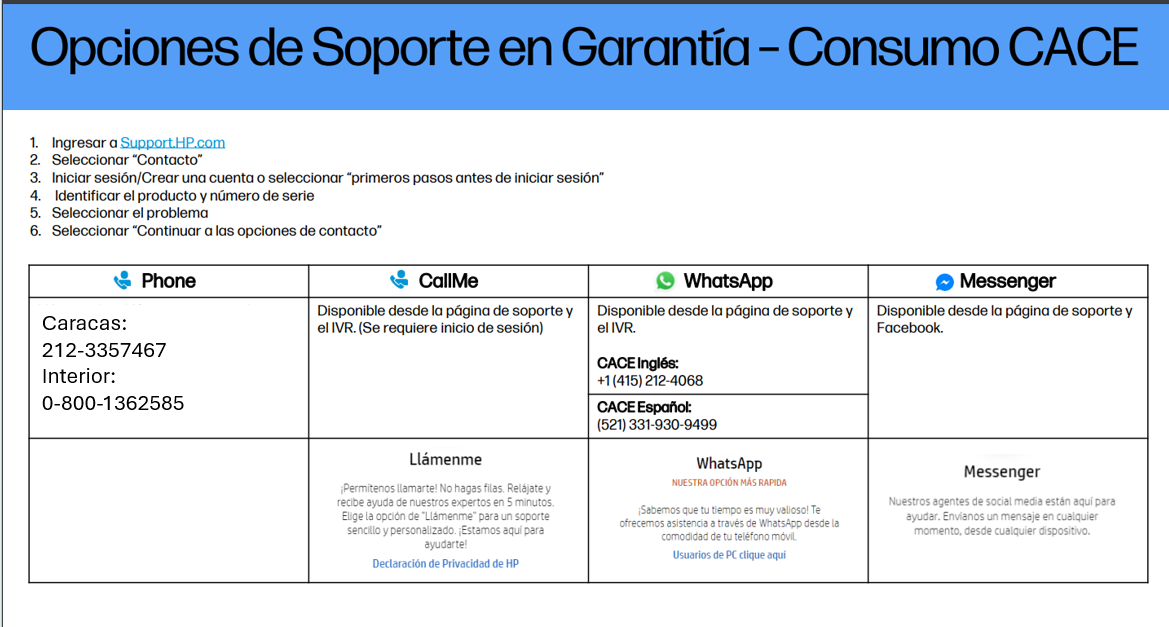 Opciones de Soporte en Garantía – Consumo CACE
1. Ingresar a Support.HP.com
2. Seleccionar “Contacto”
3. Iniciar sesión/Crear una cuenta o seleccionar “primeros pasos antes de iniciar sesión”
4. Identificar el producto y número de serie
5. Seleccionar el problema
6. Seleccionar “Continuar a las opciones de contacto”
Phone
Caracas:
212-3357467
Interior:
0-800-1362585
CallMe
Disponible desde la página de soporte y
el IVR. (Se requiere inicio de sesión)
WhatsApp
Disponible desde la página de soporte y
el IVR.
CACE Inglés:
+1 (415) 212-4068
CACE Español:
(521) 331-930-9499
Messenger
Disponible desde la página de soporte y
Facebook.
Llámenme
¡Permítenos llamarte! No hagas filas. Relájate y
recibe ayuda de nuestros expertos en 5 minutos.
Elige la opción de "Llámenme" para un soporte
sencillo y personalizado. ¡Estamos aquí para
ayudarte!
Declaración de Privacidad de HP
WhatsApp
NUESTRA OPCIÓN MÁS RAPIDA
¡Sabemos que tu tiempo es muy valioso! Te
ofrecemos asistencia a través de WhatsApp desde la
comodidad de tu teléfono móvil.
Usuarios de PC clique aquí
Messenger
Nuestros agentes de social media están aquí para
ayudar. Envíanos un mensaje en cualquier
momento, desde cualquier dispositivo.